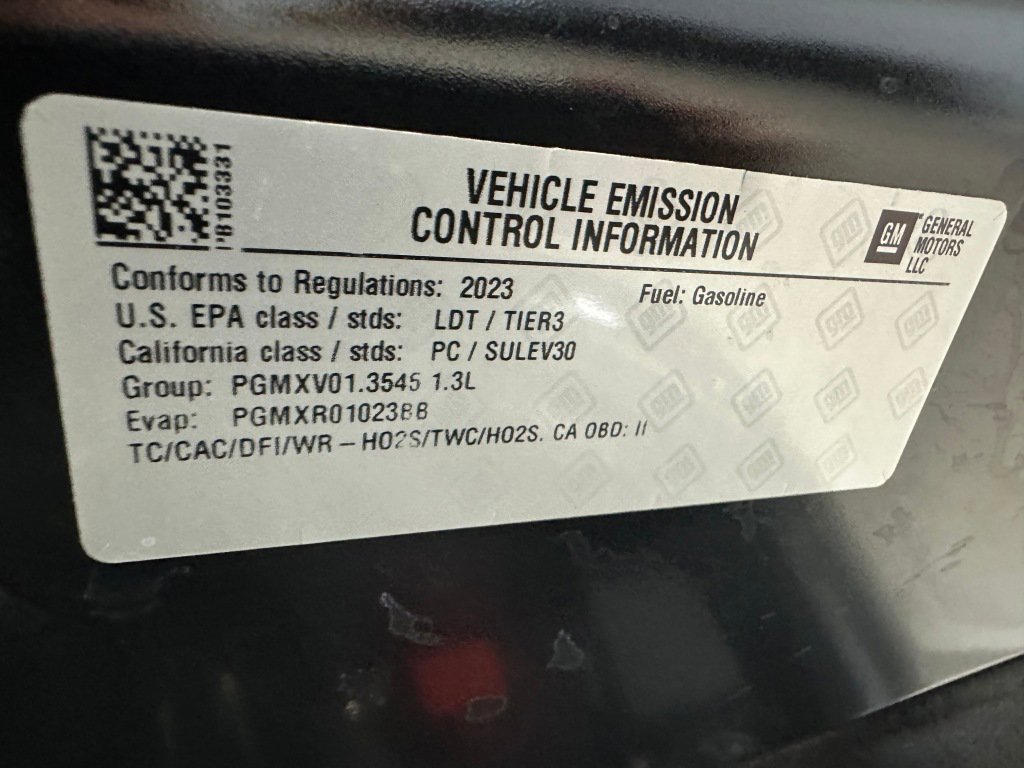 PB103331
VEHICLE EMISSION
CONTROL INFORMATION
GM
GENERAL
MOTORS
LLC
Conforms to Regulations: 2023
Fuel: Gasoline
U.S. EPA class / stds: LDT / TIER3
California class / stds: PC / SULEV30
Group: PGMXV01.3545 1.3L
Evap:
TC/CAC/DFI/WR – HO2S/TWC/HO2S. CA OBD: II